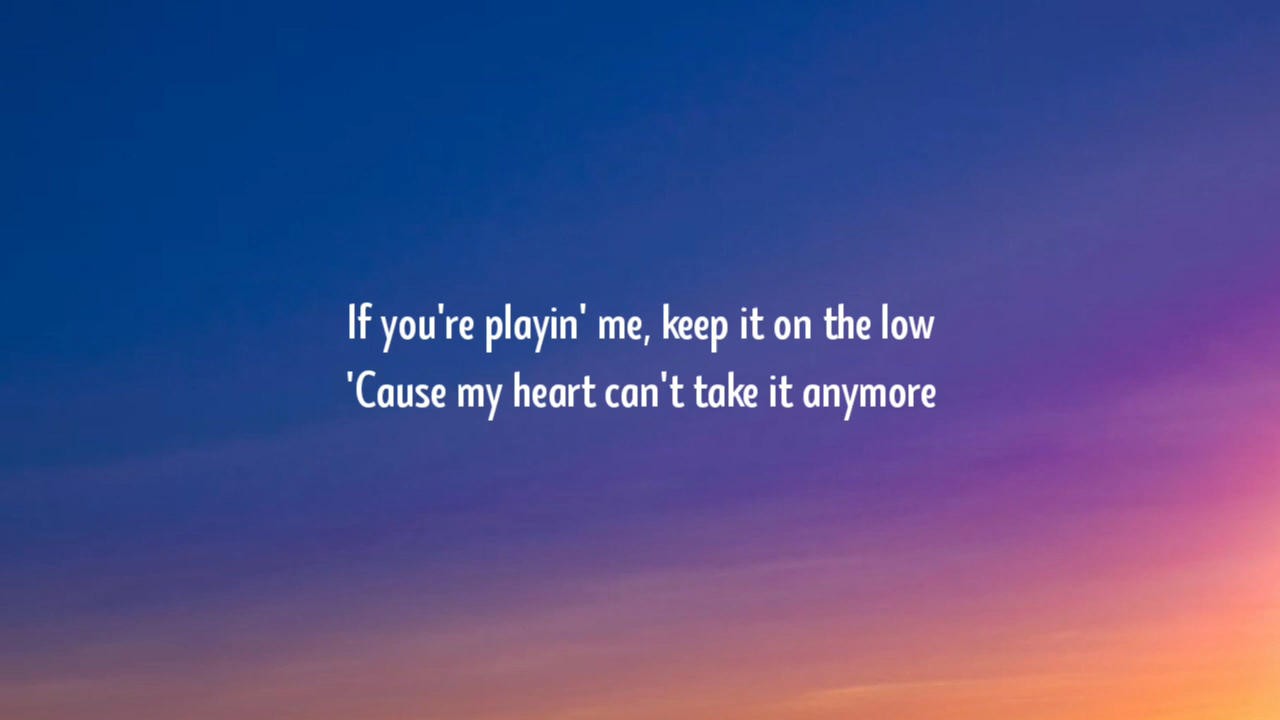 If you're playin' me, keep it on the low
'Cause my heart can't take it anymore